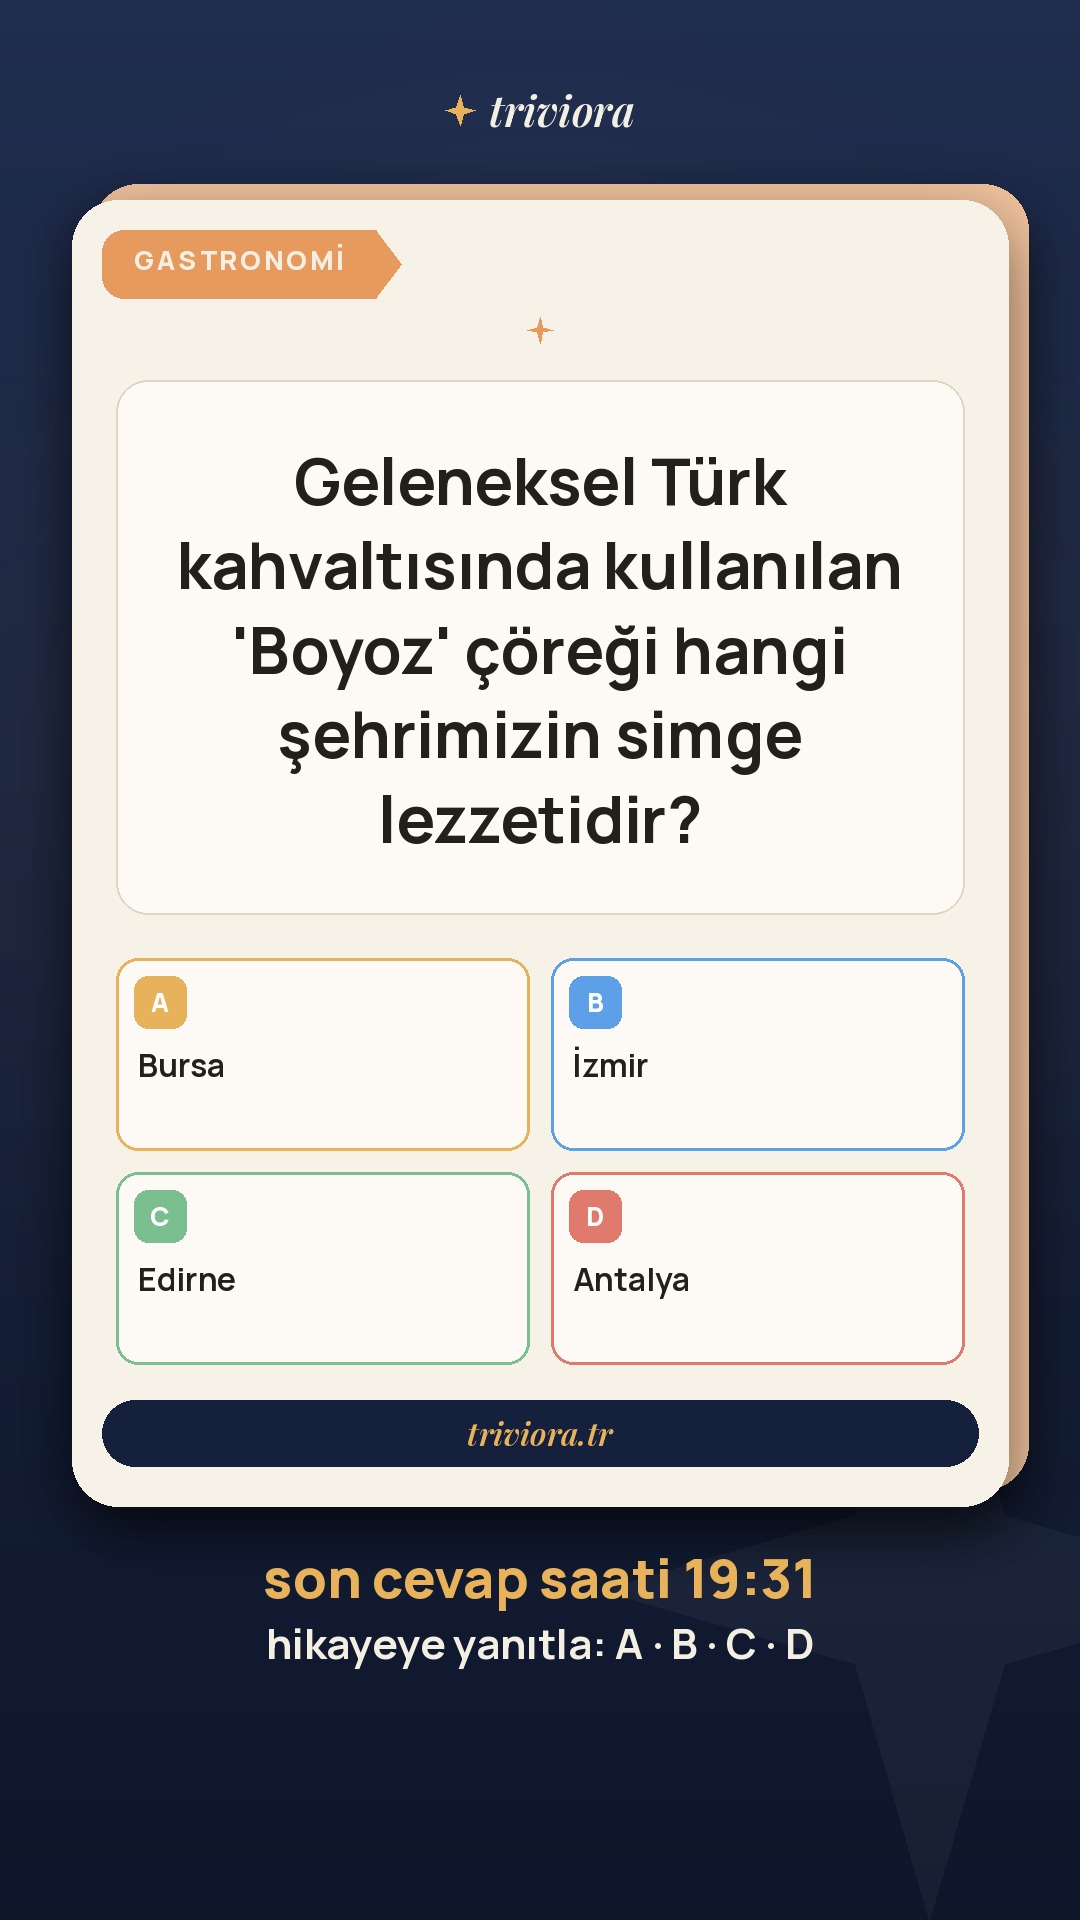 triviora
GASTRONOMİ
Geleneksel Türk
kahvaltısında kullanılan
'Boyoz' çöreği hangi
şehrimizin simge
lezzetidir?
A
Bursa
B
İzmir
C
Edirne
D
Antalya
triviora.tr
son cevap saati 19:31
hikayeye yanıtla: A · B · C · D